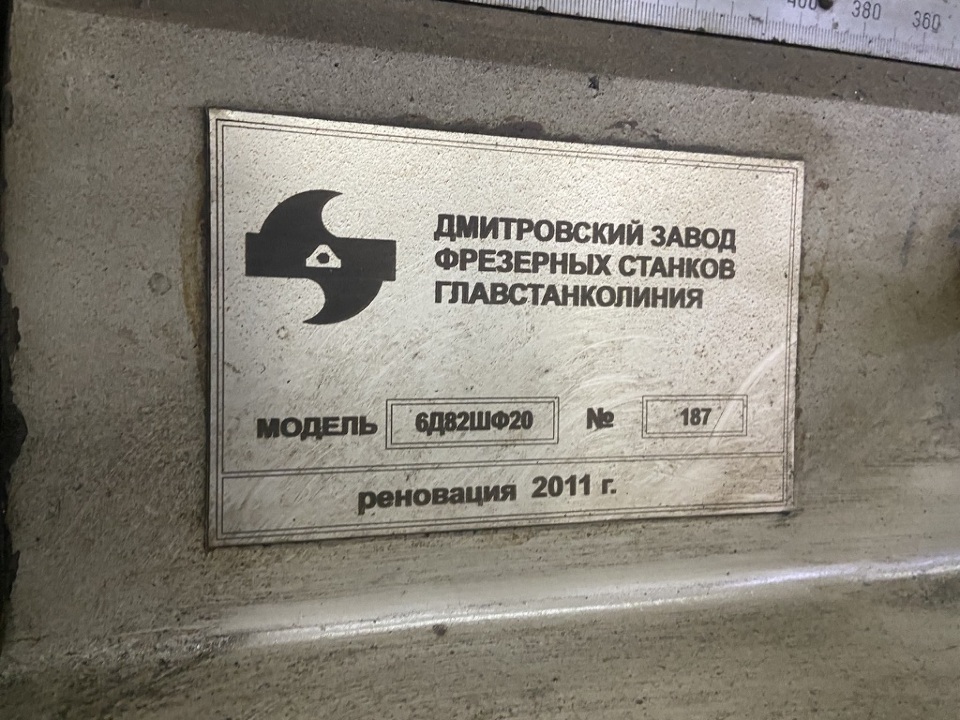 400 380 360
ДМИТРОВСКИЙ ЗАВОД
ФРЕЗЕРНЫХ СТАНКОВ
ГЛАВСТАНКОЛИНИЯ
МОДЕЛЬ 6Д82ШФ20 № 187
реновация 2011 г.